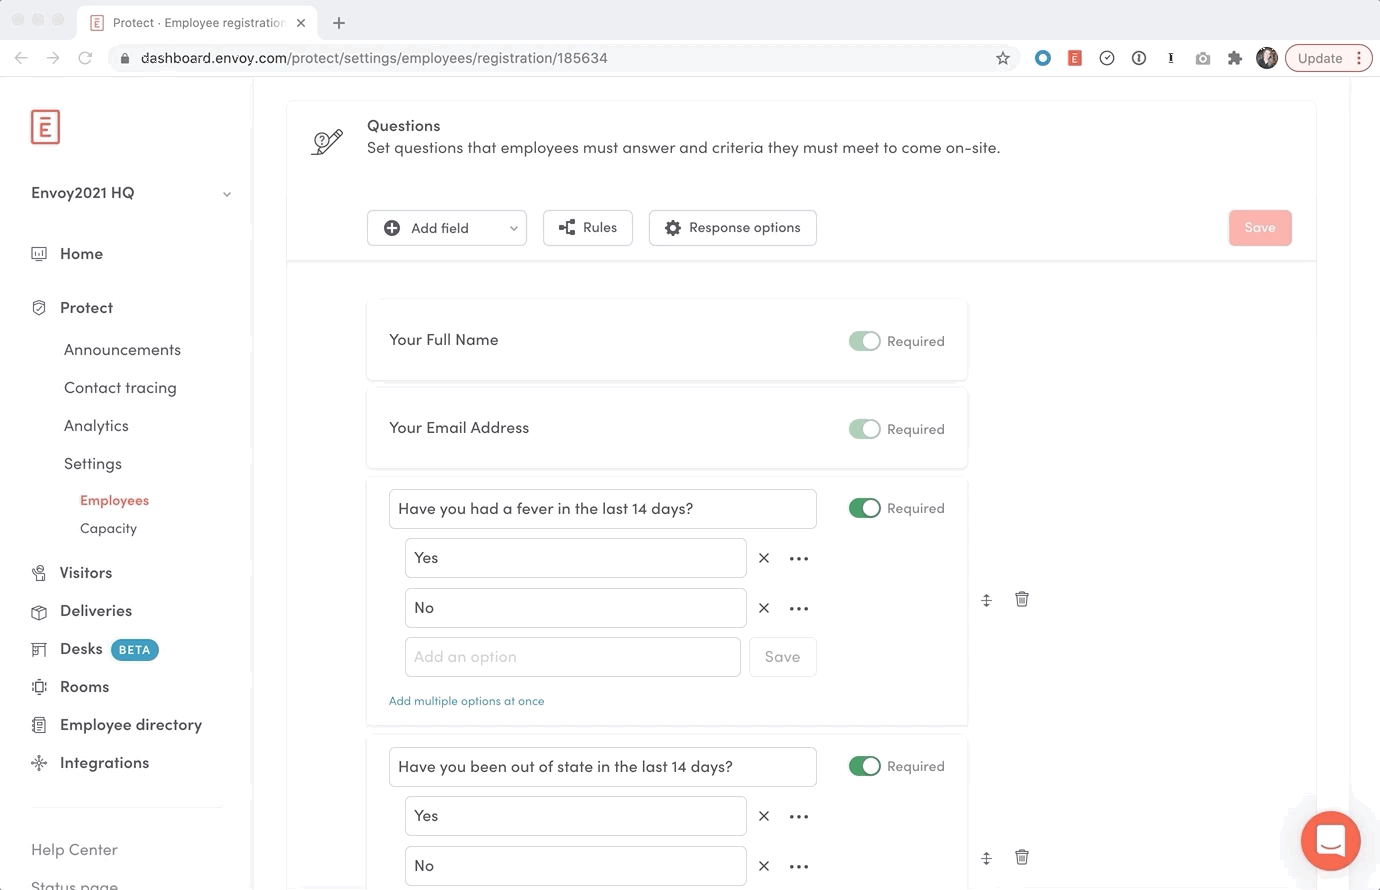 Protect · Employee registration
dashboard.envoy.com/protect/settings/employees/registration/185634
Update
Envoy2021 HQ
Home
Protect
Announcements
Contact tracing
Analytics
Settings
Employees
Capacity
Visitors
Deliveries
Desks BETA
Rooms
Employee directory
Integrations
Help Center
Status page
Questions
Set questions that employees must answer and criteria they must meet to come on-site.
Add field
Rules
Response options
Save
Your Full Name
Required
Your Email Address
Required
Have you had a fever in the last 14 days?
Required
Yes
No
Add an option
Save
Add multiple options at once
Have you been out of state in the last 14 days?
Required
Yes
No